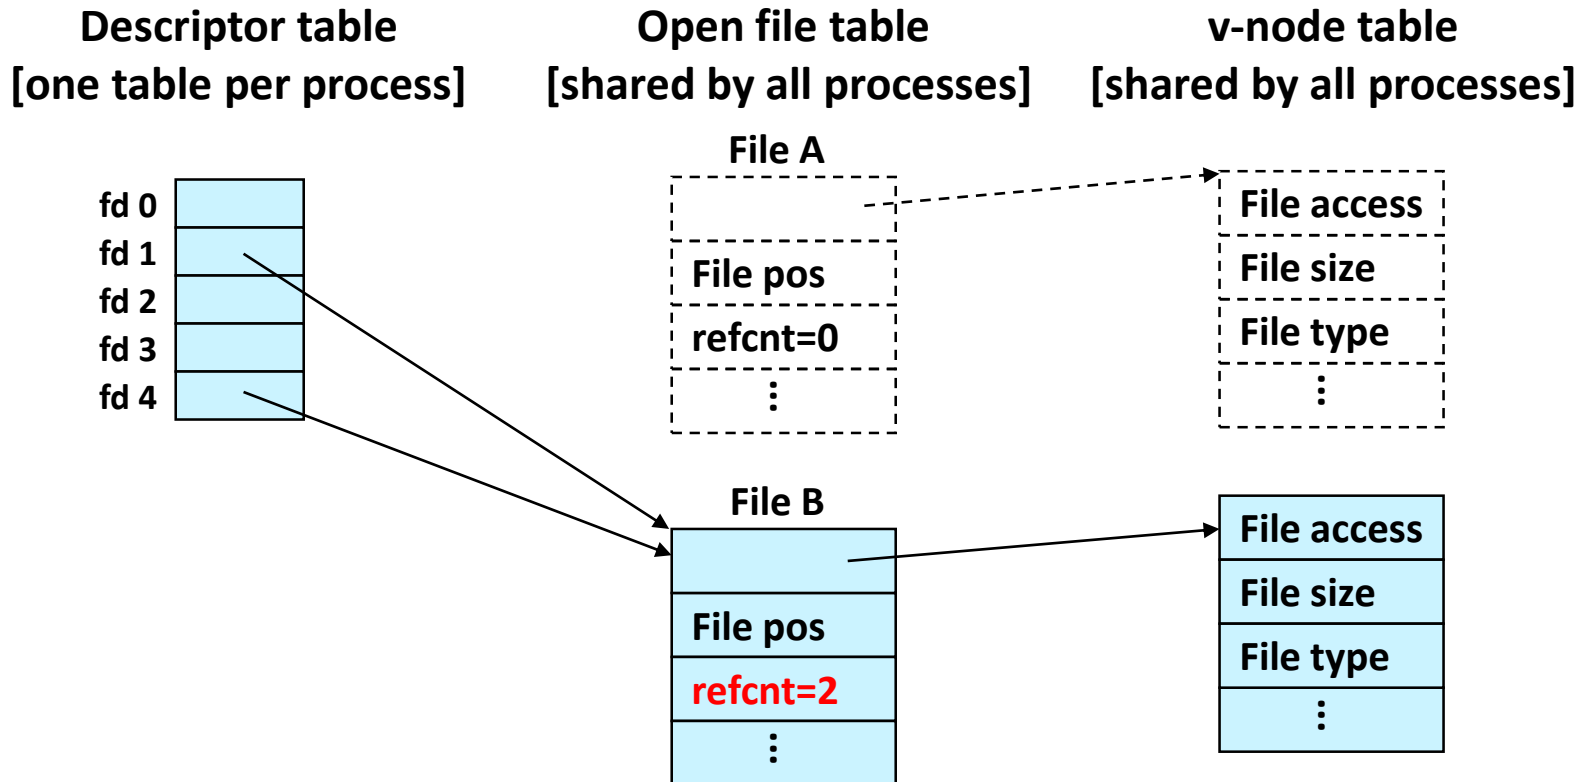 Descriptor table
[one table per process]
Open file table
[shared by all processes]
v-node table
[shared by all processes]
fd 0
fd 1
fd 2
fd 3
fd 4
File A
File pos
refcnt=0
⋮
File access
File size
File type
⋮
File B
File pos
refcnt=2
⋮
File access
File size
File type
⋮